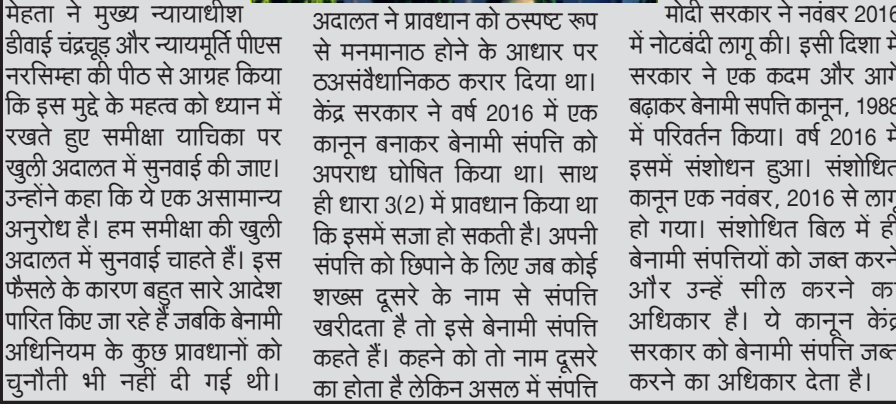 मेहता ने मुख्य न्यायाधीश
डीवाई चंद्रचूड़ और न्यायमूर्ति पीएस
नरसिम्हा की पीठ से आग्रह किया
कि इस मुद्दे के महत्व को ध्यान में
रखते हुए समीक्षा याचिका पर
खुली अदालत में सुनवाई की जाए।
उन्होंने कहा कि ये एक असामान्य
अनुरोध है। हम समीक्षा की खुली
अदालत में सुनवाई चाहते हैं। इस
फैसले के कारण बहुत सारे आदेश
पारित किए जा रहे हैं जबकि बेनामी
अधिनियम के कुछ प्रावधानों को
चुनौती भी नहीं दी गई थी।
अदालत ने प्रावधान को ठस्पष्ट रूप
से मनमानाठ होने के आधार पर
ठअसंवैधानिकठ करार दिया था।
केंद्र सरकार ने वर्ष 2016 में एक
कानून बनाकर बेनामी संपत्ति को
अपराध घोषित किया था। साथ
ही धारा 3(2) में प्रावधान किया था
कि इसमें सजा हो सकती है। अपनी
संपत्ति को छिपाने के लिए जब कोई
शख्स दूसरे के नाम से संपत्ति
खरीदता है तो इसे बेनामी संपत्ति
कहते हैं। कहने को तो नाम दूसरे
का होता है लेकिन असल में संपत्ति
मोदी सरकार ने नवंबर 2016
में नोटबंदी लागू की। इसी दिशा में
सरकार ने एक कदम और आगे
बढ़ाकर बेनामी सपत्ति कानून, 1988
में परिवर्तन किया। वर्ष 2016 में
इसमें संशोधन हुआ। संशोधित
कानून एक नवंबर, 2016 से लागू
हो गया। संशोधित बिल में ही
बेनामी संपत्तियों को जब्त करने
और उन्हें सील करने का
अधिकार है। ये कानून केंद्र
सरकार को बेनामी संपत्ति जब्त
करने का अधिकार देता है।